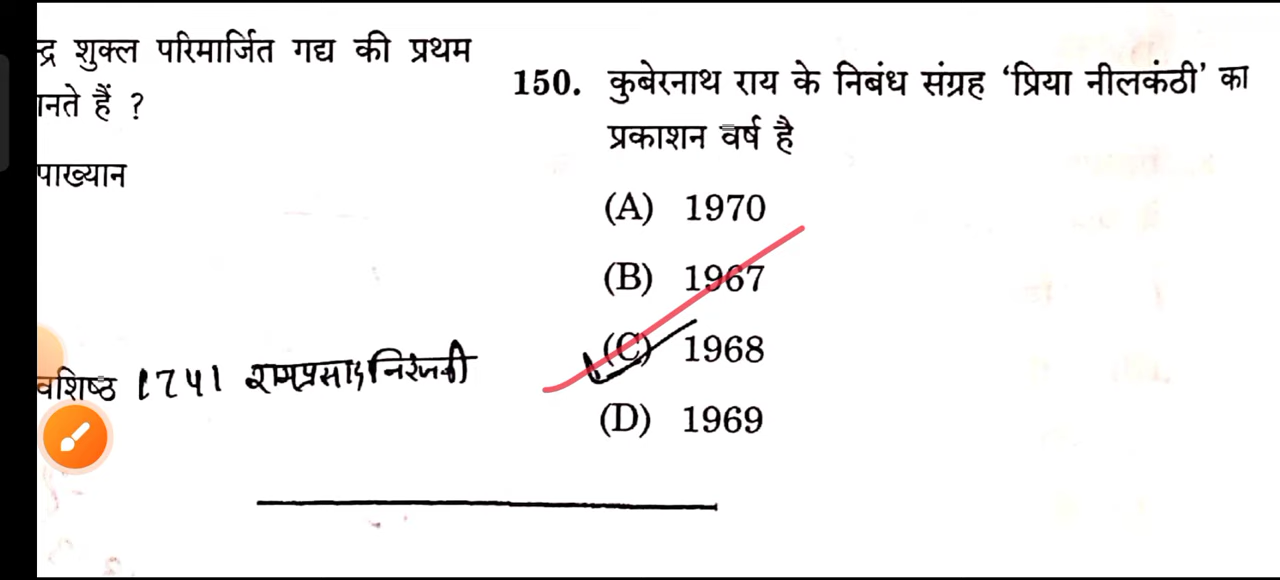 न्द्र शुक्ल परिमार्जित गद्य की प्रथम
ानते हैं ?
पाख्यान
वशिष्ठ 1741 रामप्रसाद निरंजनी
150. कुबेरनाथ राय के निबंध संग्रह ‘प्रिया नीलकंठी’ का
प्रकाशन वर्ष है
(A) 1970
(B) 1967
(C) 1968
(D) 1969